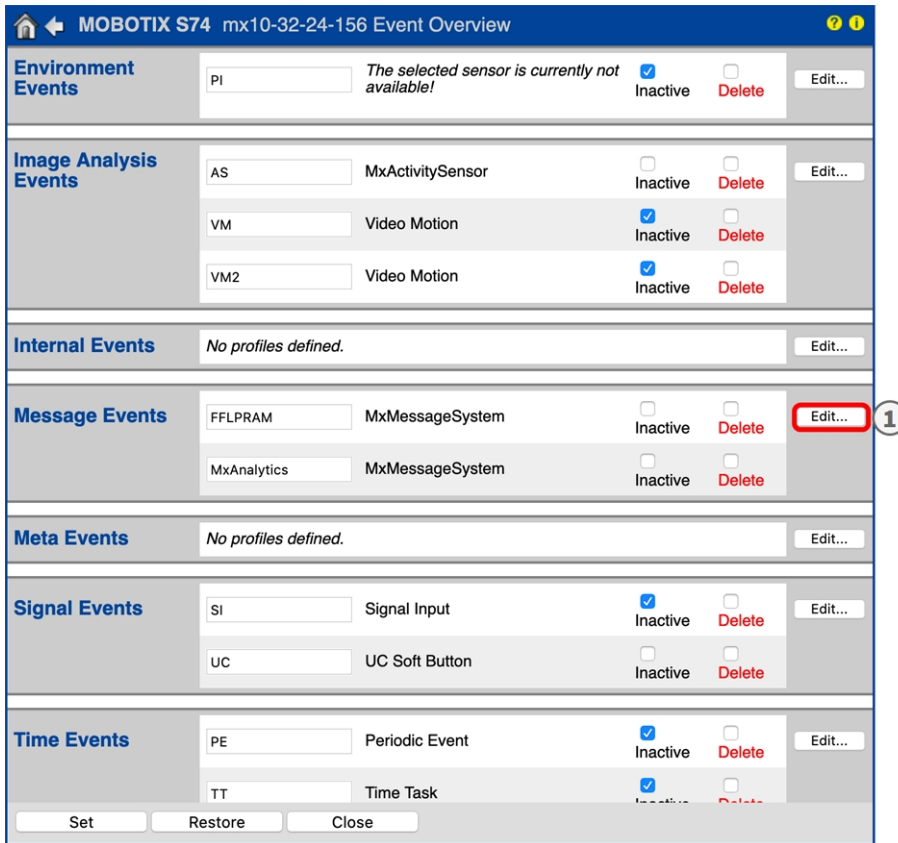 MOBOTIX S74 mx10-32-24-156 Event Overview ? i
Environment Events
PI
The selected sensor is currently not available!
Inactive
Delete
Edit...
Image Analysis Events
AS
MxActivitySensor
Inactive
Delete
Edit...
VM
Video Motion
Inactive
Delete
VM2
Video Motion
Inactive
Delete
Internal Events
No profiles defined.
Edit...
Message Events
FFLPRAM
MxMessageSystem
Inactive
Delete
Edit...
1
MxAnalytics
MxMessageSystem
Inactive
Delete
Meta Events
No profiles defined.
Edit...
Signal Events
SI
Signal Input
Inactive
Delete
Edit...
UC
UC Soft Button
Inactive
Delete
Time Events
PE
Periodic Event
Inactive
Delete
Edit...
TT
Time Task
Inactive
Delete
Set
Restore
Close